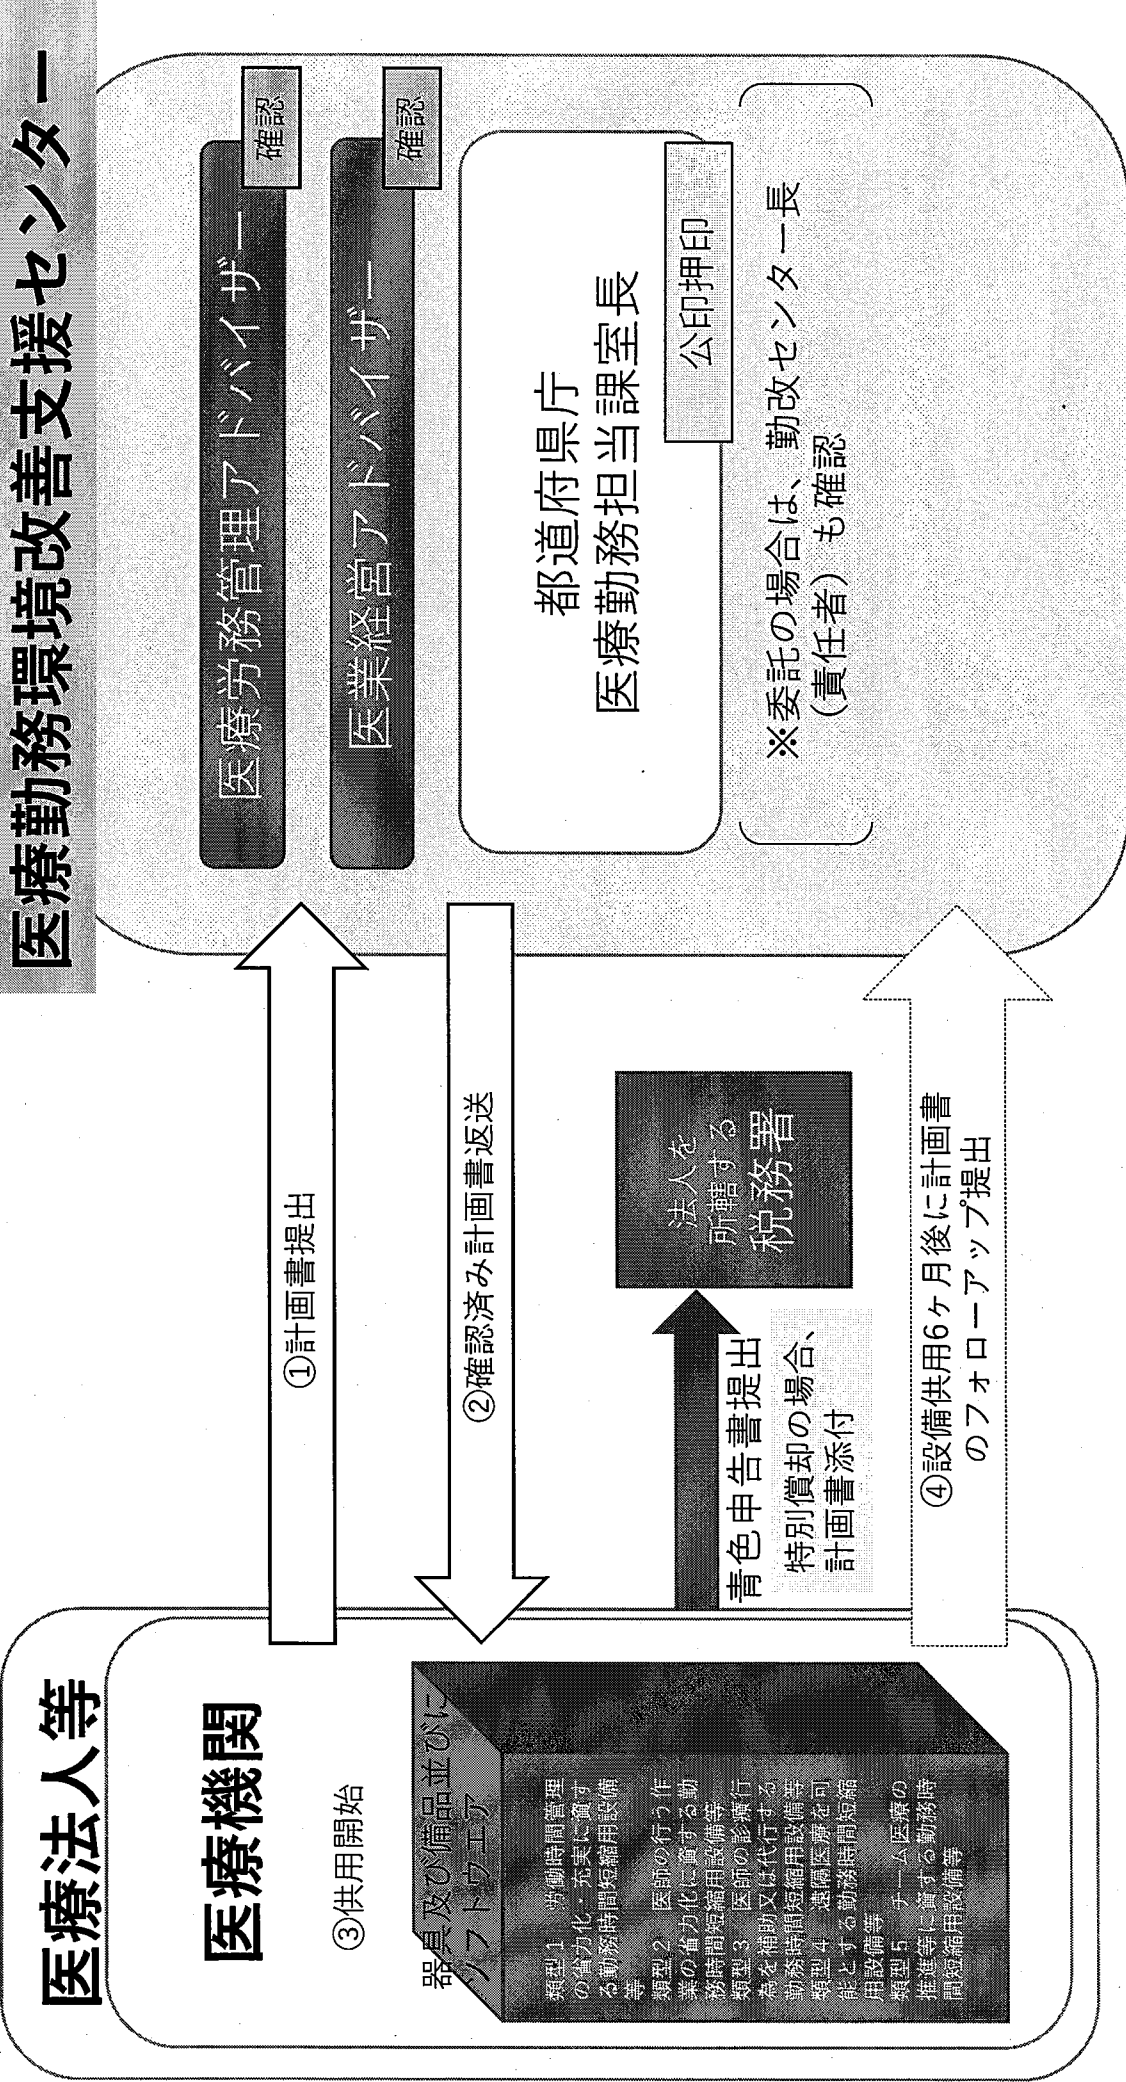 医療法人等
医療機関
③供用開始
器具及び備品並びに
ソフトウエア
類型１　労働時間管理
の省力化・充実に資す
る勤務時間短縮用設備
等
類型２　医師の行う作
業の省力化に資する勤
務時間短縮用設備等
類型３　医師の診療行
為を補助又は代行する
勤務時間短縮用設備等
類型４　遠隔医療を可
能とする勤務時間短縮
用設備等
類型５　チーム医療の
推進等に資する勤務時
間短縮用設備等
①計画書提出
②確認済み計画書返送
青色申告書提出
特別償却の場合、
計画書添付
法人を
所轄する
税務署
④設備供用6ヶ月後に計画書
のフォローアップ提出
医療勤務環境改善支援センター
医療労務管理アドバイザー
確認
医業経営アドバイザー
確認
都道府県庁
医療勤務担当課室長
公印押印
※委託の場合は、勤改センター長
（責任者）も確認